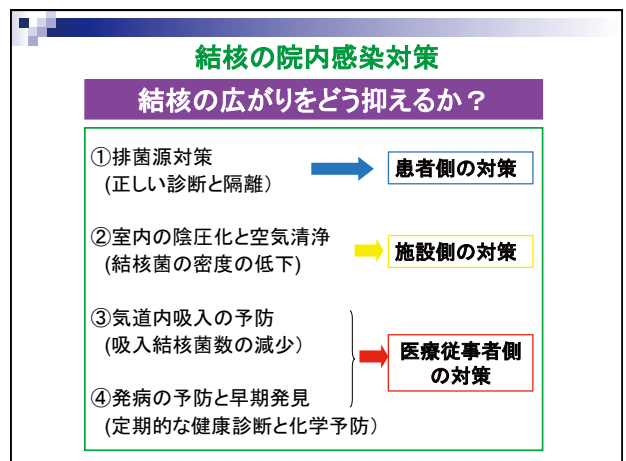 結核の院内感染対策
結核の広がりをどう抑えるか？
①排菌源対策
(正しい診断と隔離）
患者側の対策
②室内の陰圧化と空気清浄
(結核菌の密度の低下)
施設側の対策
③気道内吸入の予防
(吸入結核菌数の減少）
④発病の予防と早期発見
(定期的な健康診断と化学予防）
医療従事者側
の対策